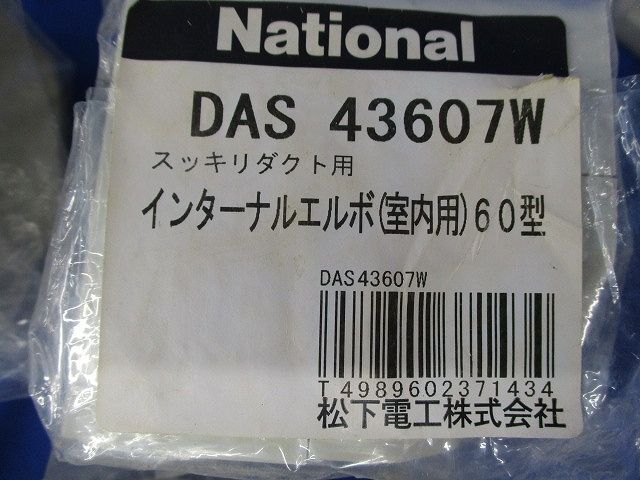 National
DAS 43607W
スッキリダクト用
インターナルエルボ(室内用)60型
DAS43607W
T4989602371434
松下電工株式会社